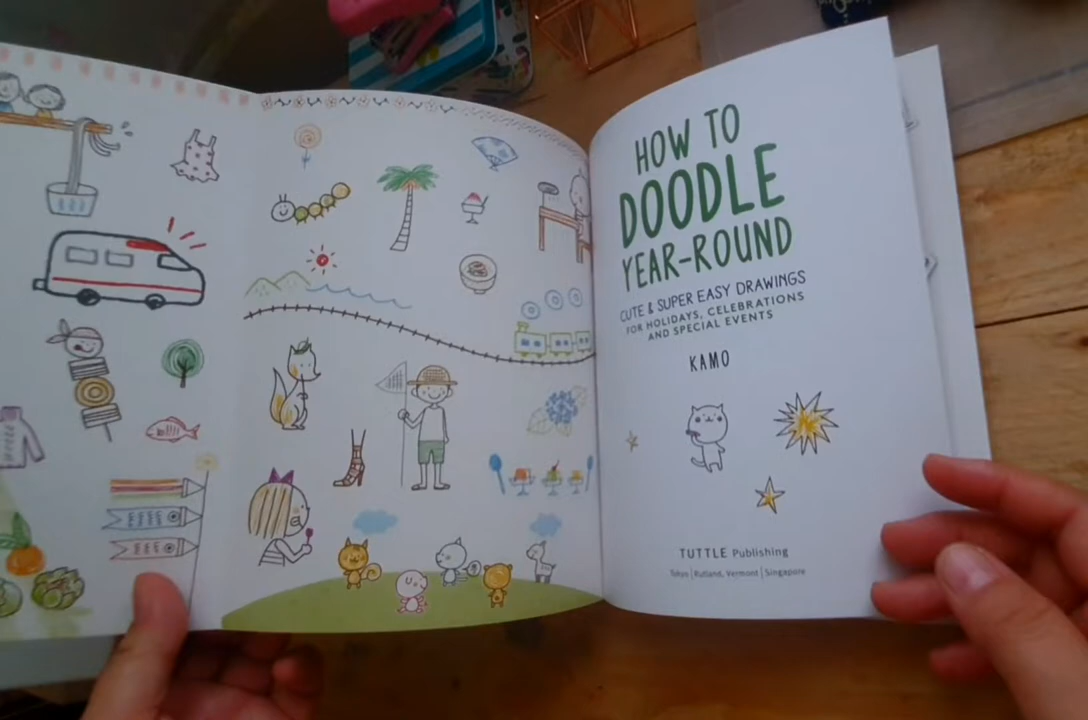 HOW TO
DOODLE
YEAR-ROUND
CUTE & SUPER EASY DRAWINGS
FOR HOLIDAYS, CELEBRATIONS
AND SPECIAL EVENTS
KAMO
TUTTLE Publishing
Tokyo | Rutland, Vermont | Singapore